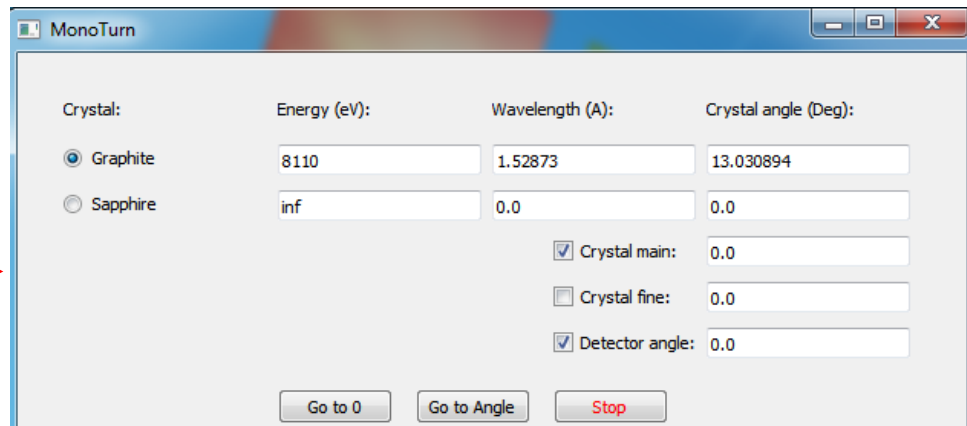 MonoTurn
Crystal: Energy (eV): Wavelength (A): Crystal angle (Deg):
Graphite 8110 1.52873 13.030894
Sapphire inf 0.0 0.0
Crystal main: 0.0
Crystal fine: 0.0
Detector angle: 0.0
Go to 0 Go to Angle Stop